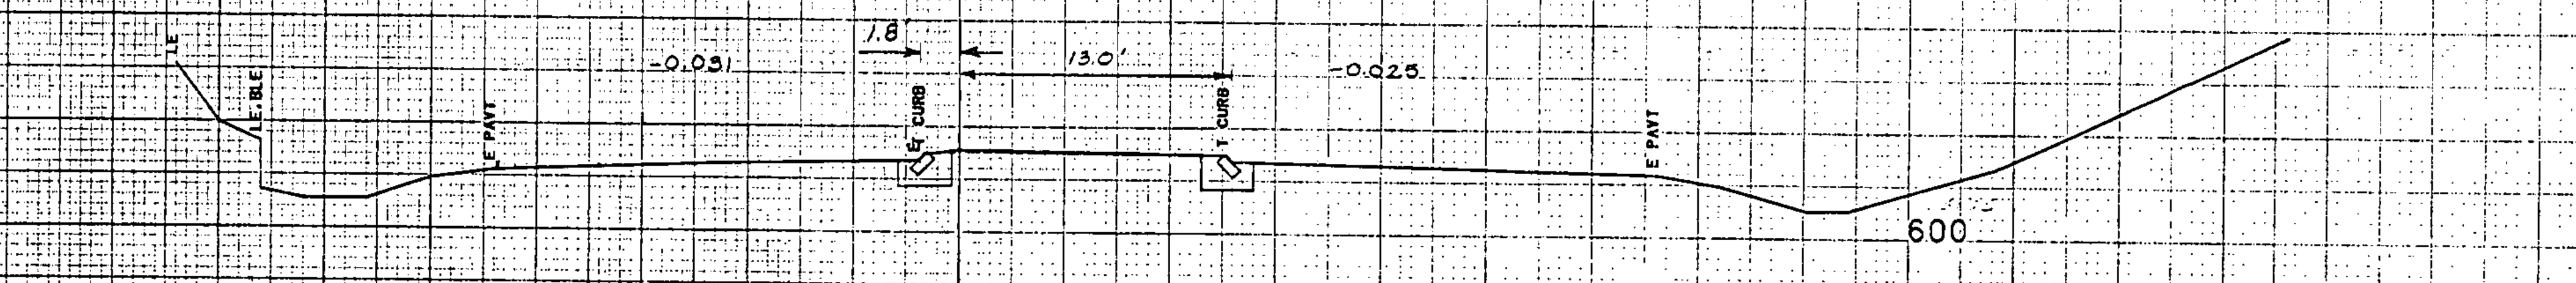 LE
LE.BLE
E PAVT
-0.031
1.8'
CURB
13.0'
T CURB
-0.025
E PAVT
600